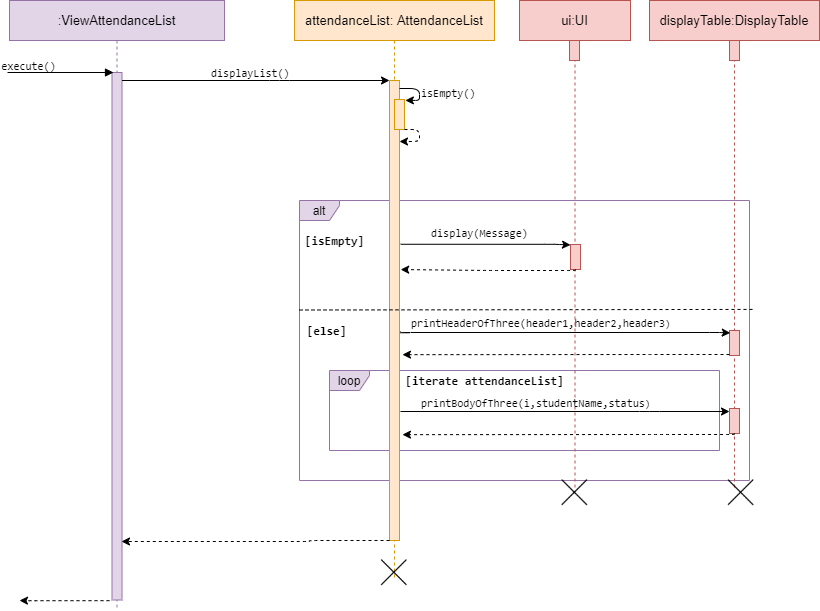 :ViewAttendanceList
attendanceList: AttendanceList
ui:UI
displayTable:DisplayTable
execute()
displayList()
isEmpty()
alt
[isEmpty]
display(Message)
[else]
printHeaderOfThree(header1,header2,header3)
loop
[iterate attendanceList]
printBodyOfThree(i,studentName,status)